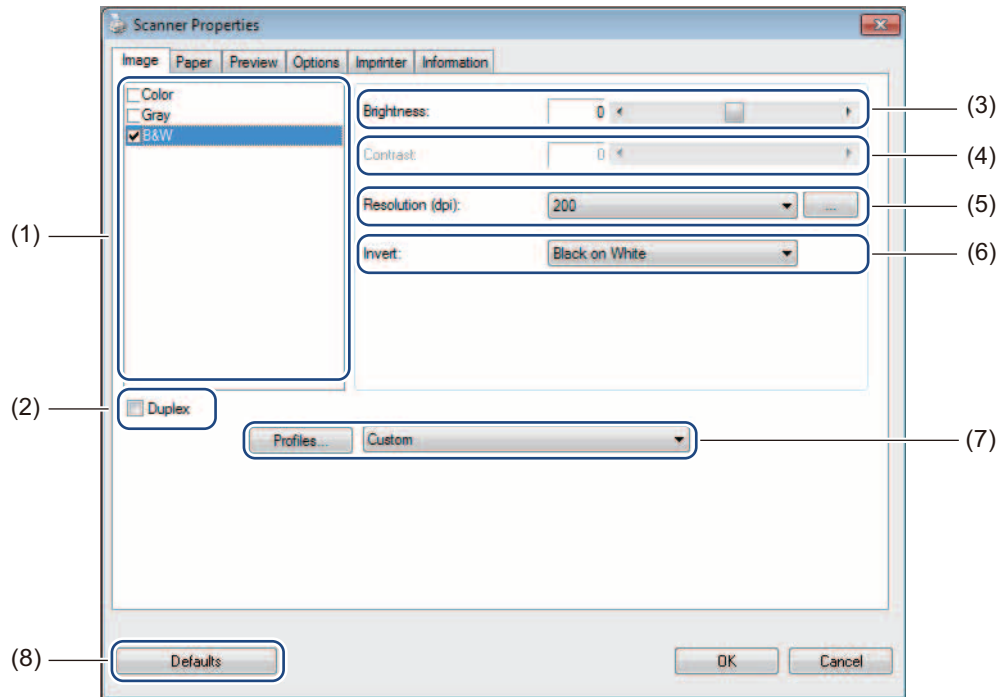 Scanner Properties
Image Paper Preview Options Imprinter Information
Color
Gray
B&W
Brightness: 0
Contrast: 0
Resolution (dpi): 200 ...
Invert: Black on White
Duplex
Profiles... Custom
Defaults OK Cancel
(1)
(2)
(3)
(4)
(5)
(6)
(7)
(8)